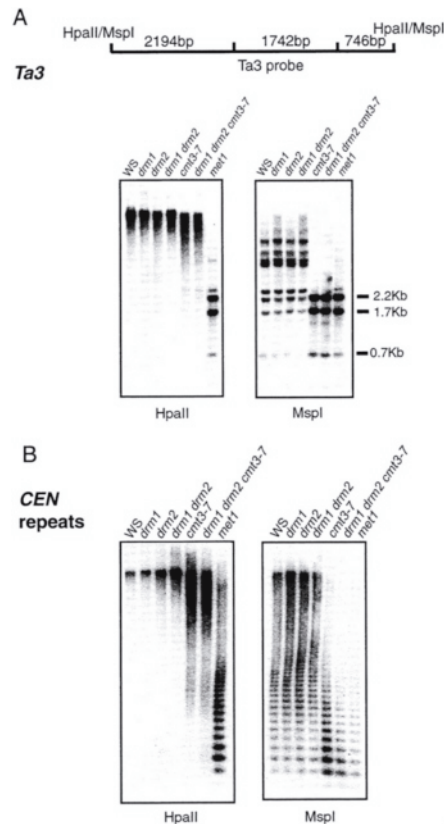 A
HpaII/MspI HpaII/MspI
2194bp 1742bp 746bp
Ta3 probe
Ta3
WS drm1 drm2 drm1 drm2 cmt3-7 drm1 drm2 cmt3-7 met1
WS drm1 drm2 drm1 drm2 cmt3-7 drm1 drm2 cmt3-7 met1
2.2Kb
1.7Kb
0.7Kb
HpaII MspI
B
CEN
repeats
WS drm1 drm2 drm1 drm2 cmt3-7 drm1 drm2 cmt3-7 met1
WS drm1 drm2 drm1 drm2 cmt3-7 drm1 drm2 cmt3-7 met1
HpaII MspI